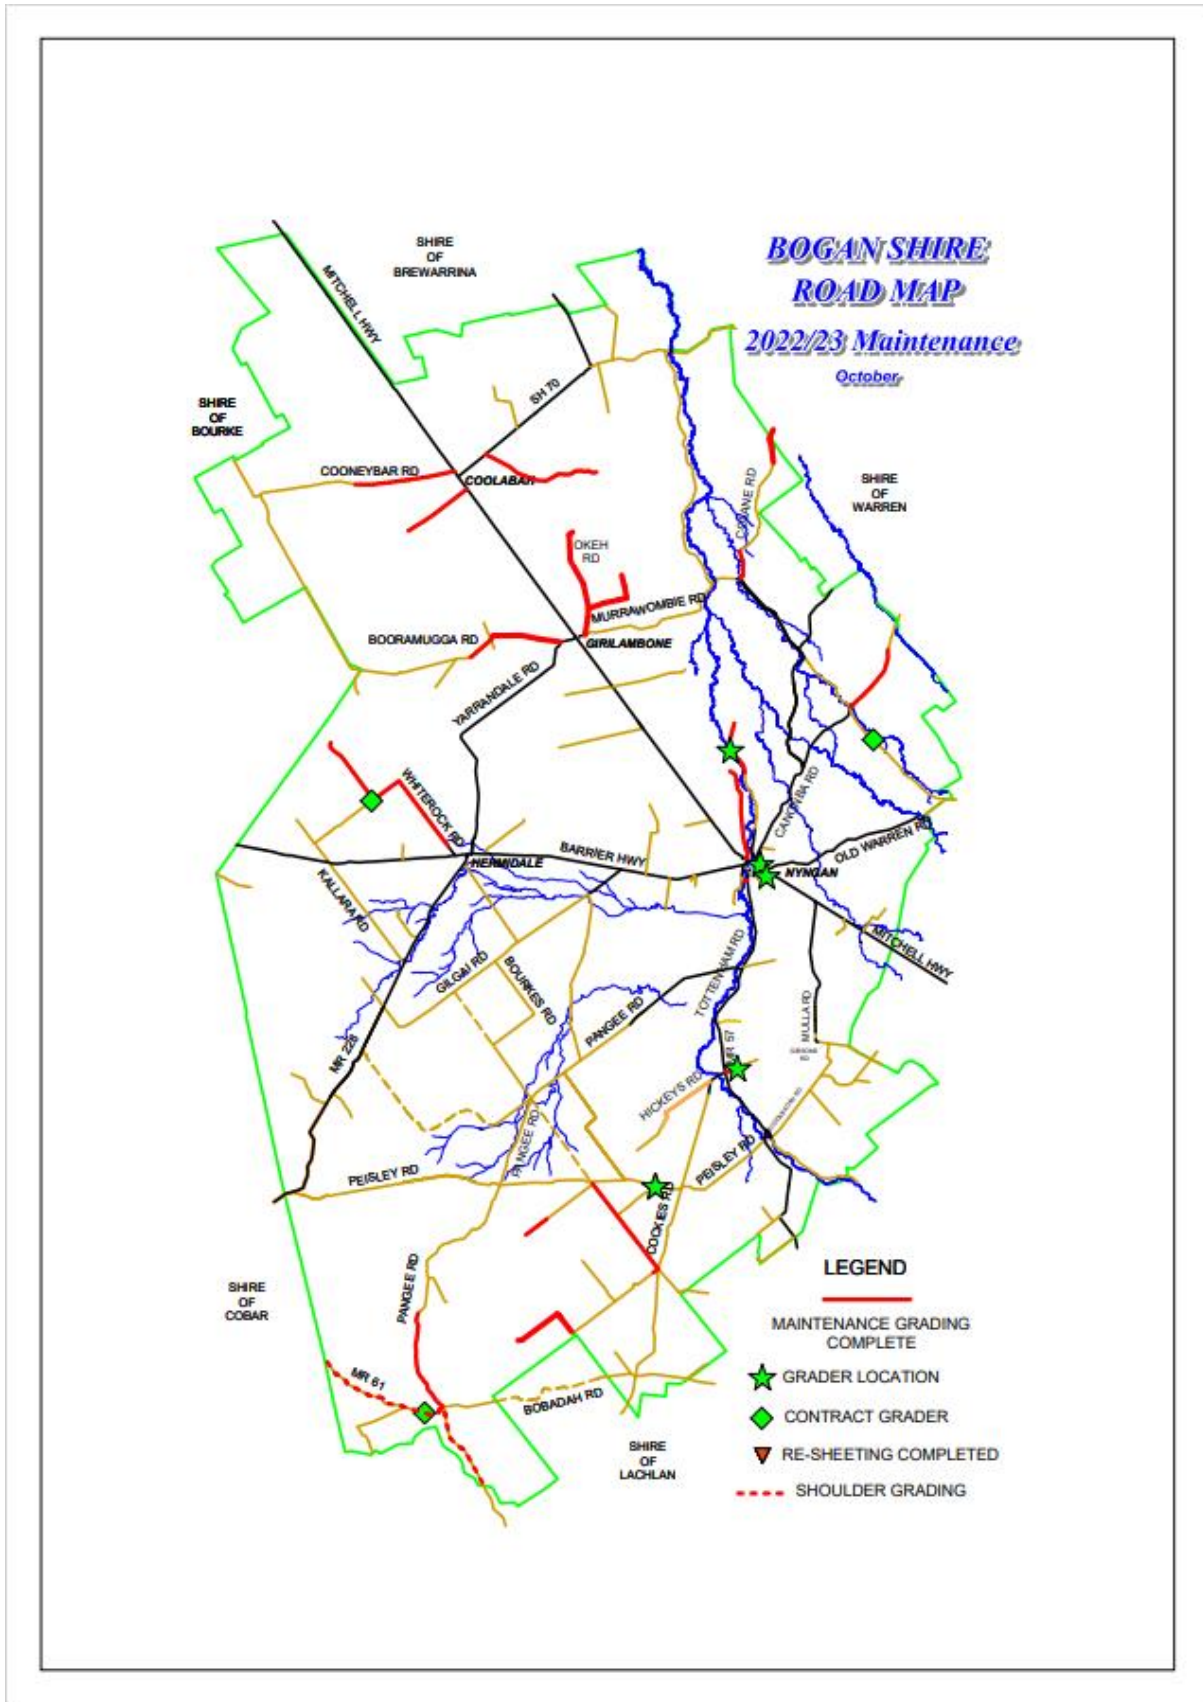 BOGAN SHIRE
ROAD MAP
2022/23 Maintenance
October
SHIRE
OF
BREWARRINA
MITCHELL HWY
SH 70
SHIRE
OF
BOURKE
COONEYBAR RD
COOLABAH
SHIRE
OF
WARREN
OKEH
RD
MURRAWOMBIE RD
BOORAMUGGA RD
GIRILAMBONE
YARRANDALE RD
WHITEROCK RD
CANONBA RD
OLD WARREN RD
BARRIER HWY
HERMIDALE
NYNGAN
KALLARA RD
MITCHELL HWY
TOTTENHAM RD
GILGAI RD
BOURKES RD
PANGEE RD
MULLA RD
MR 228
MR 57
HICKEYS RD
PANGEE RD
PEISLEY RD
PEISLEY RD
COOKIES RD
PANGEE RD
SHIRE
OF
COBAR
MR 61
BOBADAH RD
SHIRE
OF
LACHLAN
LEGEND
MAINTENANCE GRADING
COMPLETE
GRADER LOCATION
CONTRACT GRADER
RE-SHEETING COMPLETED
SHOULDER GRADING